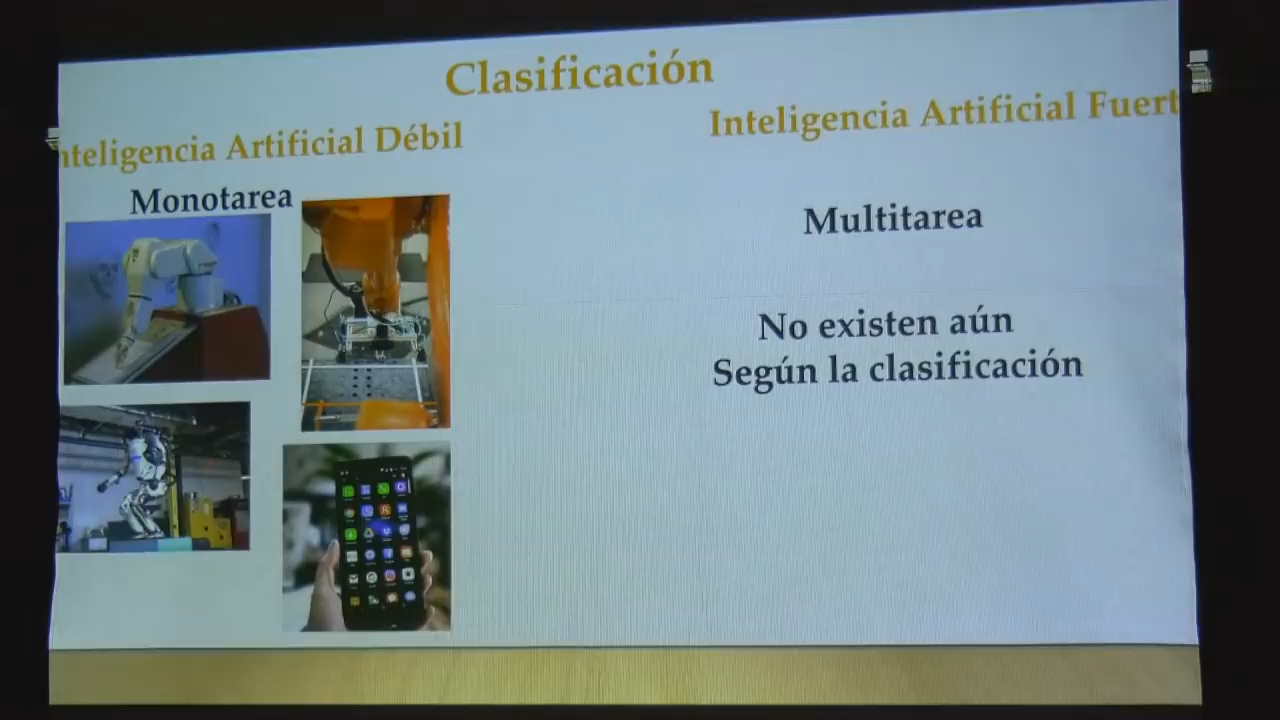 Clasificación
nteligencia Artificial Débil
Inteligencia Artificial Fuert
Monotarea
Multitarea
No existen aún
Según la clasificación